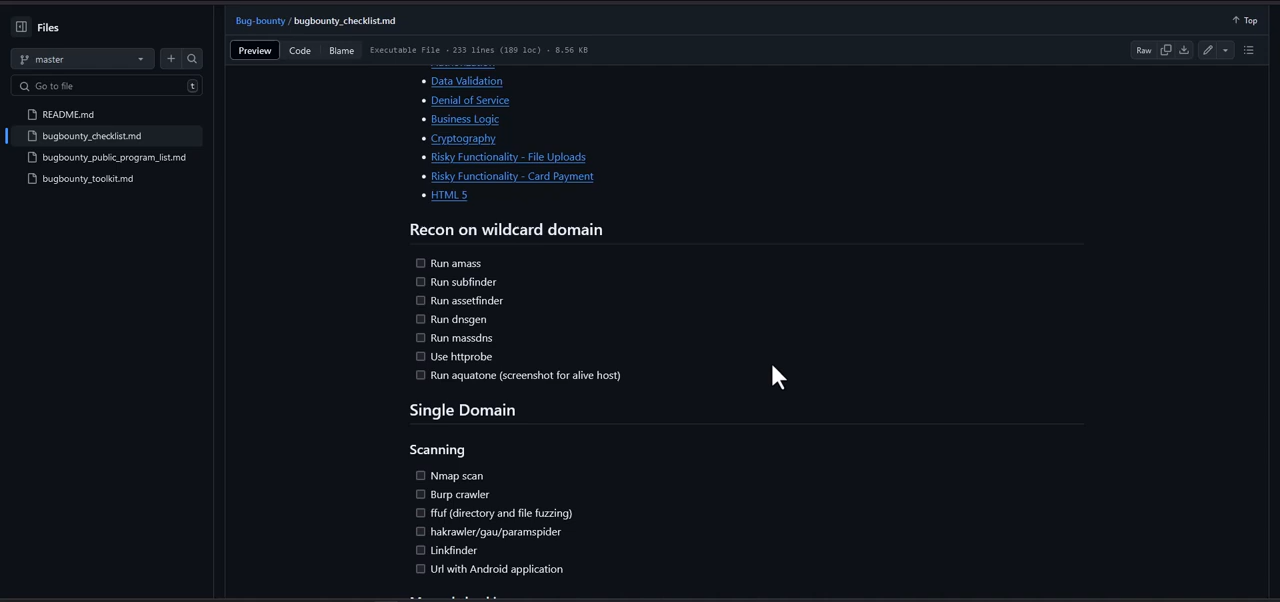 Files
master
Go to file
t
README.md
bugbounty_checklist.md
bugbounty_public_program_list.md
bugbounty_toolkit.md
Bug-bounty / bugbounty_checklist.md
Top
Preview Code Blame Executable File · 233 lines (189 loc) · 8.56 KB
Raw
Data Validation
Denial of Service
Business Logic
Cryptography
Risky Functionality - File Uploads
Risky Functionality - Card Payment
HTML 5
Recon on wildcard domain
Run amass
Run subfinder
Run assetfinder
Run dnsgen
Run massdns
Use httprobe
Run aquatone (screenshot for alive host)
Single Domain
Scanning
Nmap scan
Burp crawler
ffuf (directory and file fuzzing)
hakrawler/gau/paramspider
Linkfinder
Url with Android application